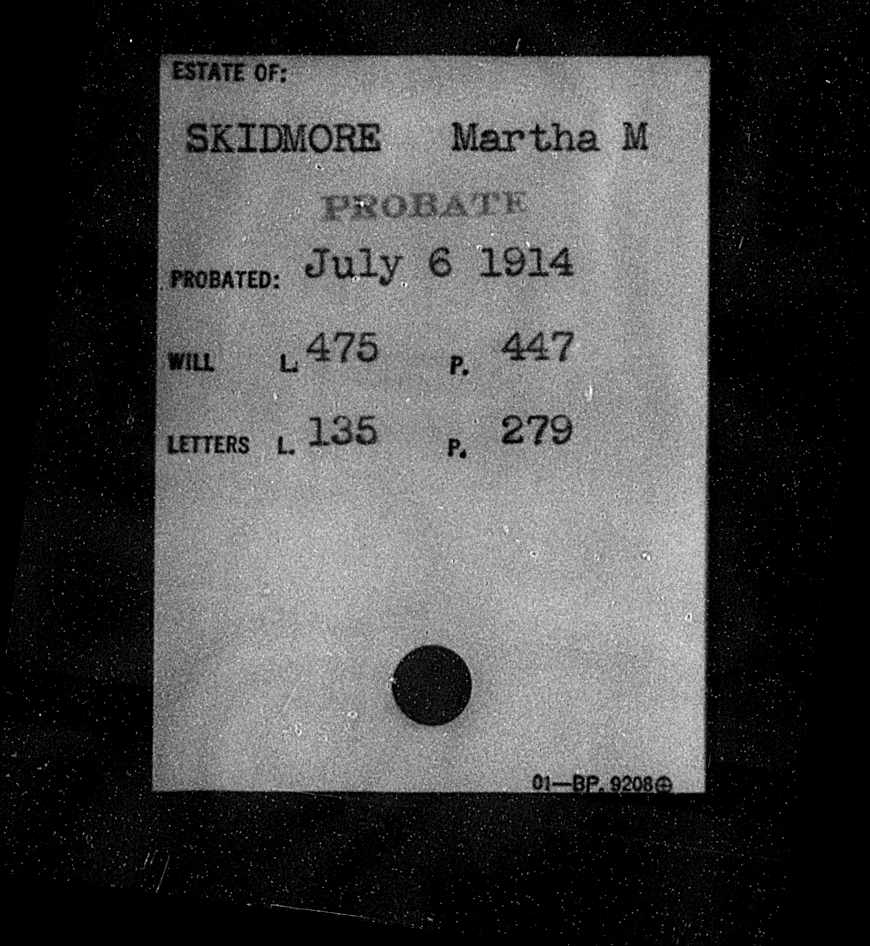 ESTATE OF:
SKIDMORE Martha M
PROBATE
PROBATED: July 6 1914
WILL L. 475 P. 447
LETTERS L. 135 P. 279
01—BP. 9208